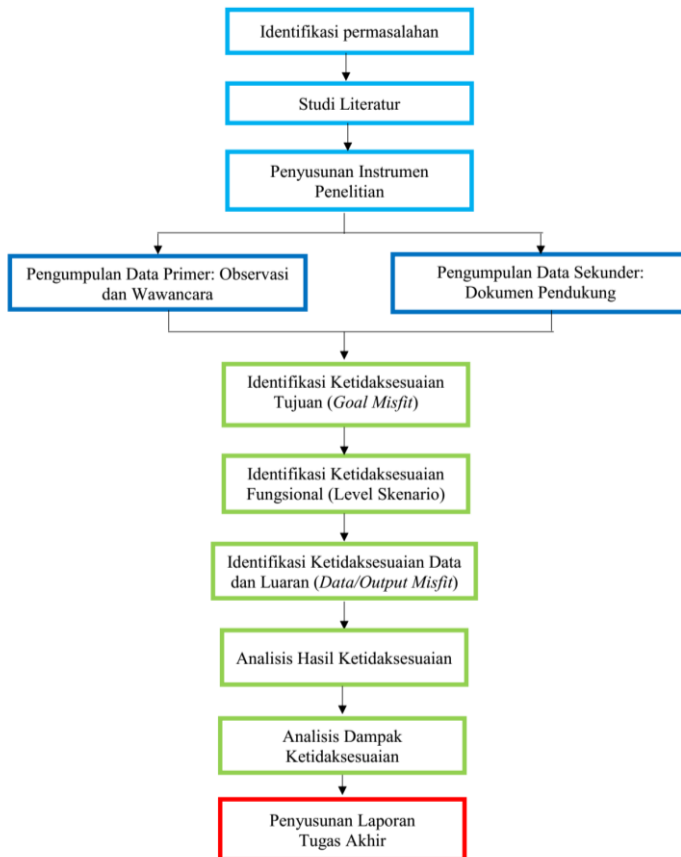 Identifikasi permasalahan
Studi Literatur
Penyusunan Instrumen
Penelitian
Pengumpulan Data Primer: Observasi
dan Wawancara
Pengumpulan Data Sekunder:
Dokumen Pendukung
Identifikasi Ketidaksesuaian
Tujuan (Goal Misfit)
Identifikasi Ketidaksesuaian
Fungsional (Level Skenario)
Identifikasi Ketidaksesuaian Data
dan Luaran (Data/Output Misfit)
Analisis Hasil Ketidaksesuaian
Analisis Dampak
Ketidaksesuaian
Penyusunan Laporan
Tugas Akhir